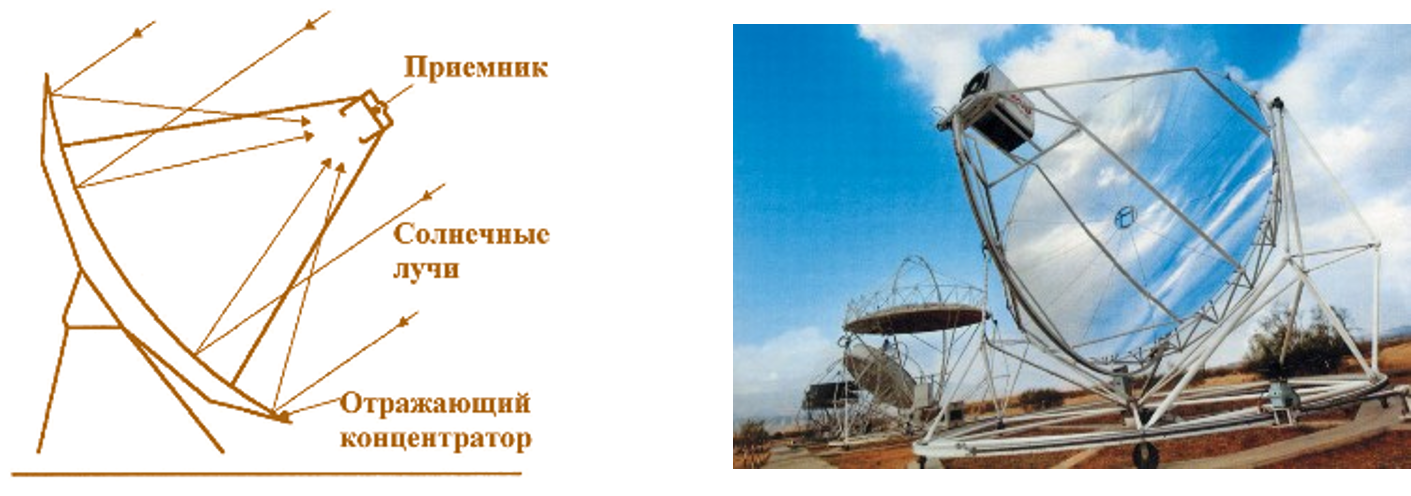 Приемник
Солнечные
лучи
Отражающий
концентратор